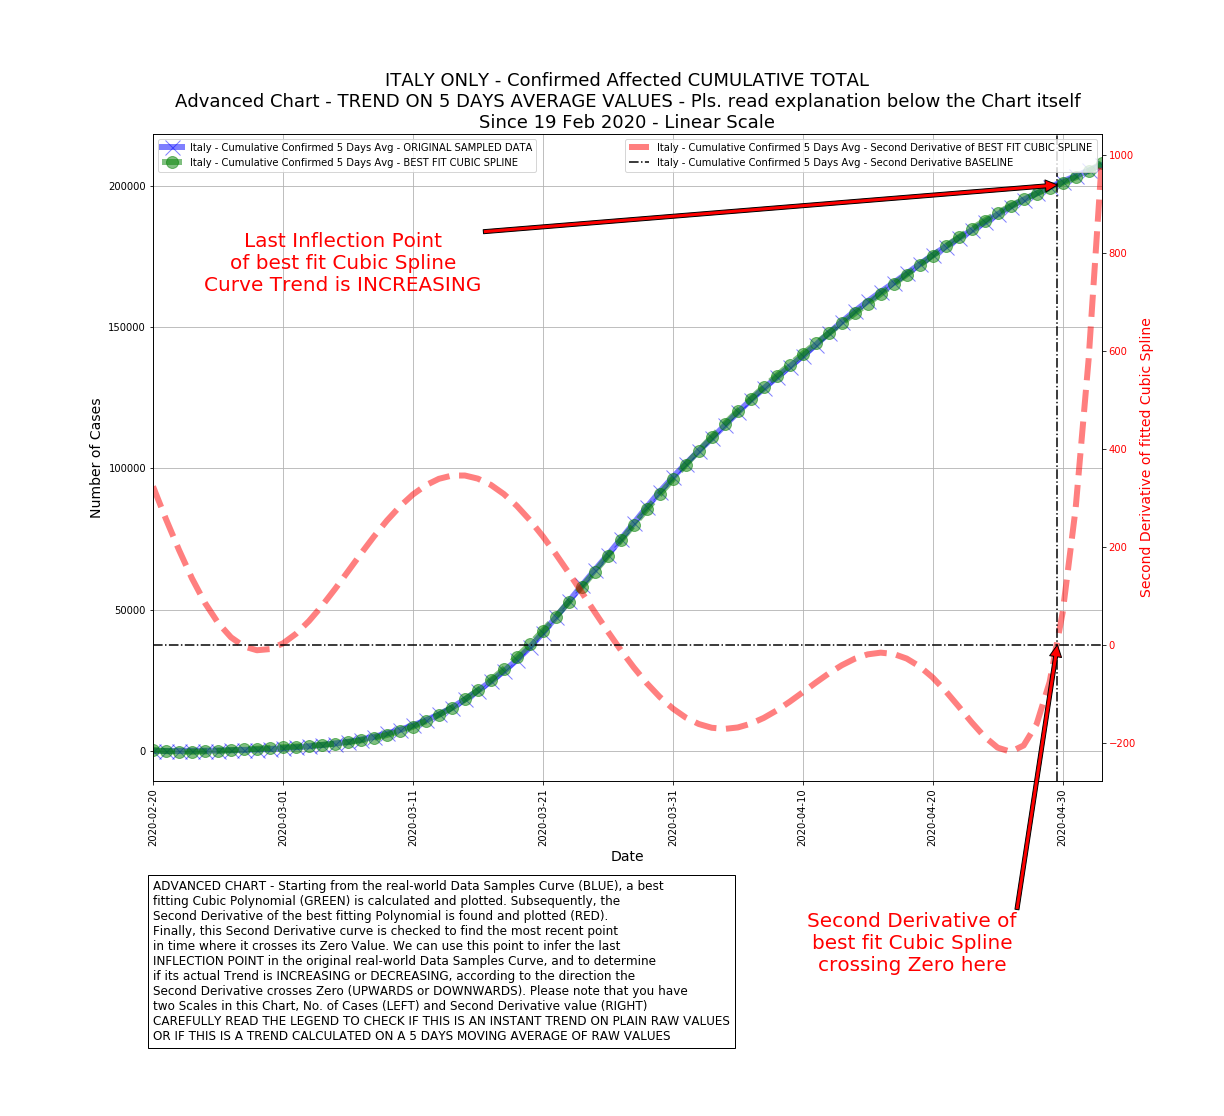 ITALY ONLY - Confirmed Affected CUMULATIVE TOTAL
Advanced Chart - TREND ON 5 DAYS AVERAGE VALUES - Pls. read explanation below the Chart itself
Since 19 Feb 2020 - Linear Scale
Italy - Cumulative Confirmed 5 Days Avg - ORIGINAL SAMPLED DATA
Italy - Cumulative Confirmed 5 Days Avg - BEST FIT CUBIC SPLINE
Italy - Cumulative Confirmed 5 Days Avg - Second Derivative of BEST FIT CUBIC SPLINE
Italy - Cumulative Confirmed 5 Days Avg - Second Derivative BASELINE
Last Inflection Point
of best fit Cubic Spline
Curve Trend is INCREASING
Number of Cases
200000
150000
100000
50000
0
1000
800
600
400
200
0
−200
Second Derivative of fitted Cubic Spline
2020-02-20
2020-03-01
2020-03-11
2020-03-21
2020-03-31
2020-04-10
2020-04-20
2020-04-30
Date
ADVANCED CHART - Starting from the real-world Data Samples Curve (BLUE), a best
fitting Cubic Polynomial (GREEN) is calculated and plotted. Subsequently, the
Second Derivative of the best fitting Polynomial is found and plotted (RED).
Finally, this Second Derivative curve is checked to find the most recent point
in time where it crosses its Zero Value. We can use this point to infer the last
INFLECTION POINT in the original real-world Data Samples Curve, and to determine
if its actual Trend is INCREASING or DECREASING, according to the direction the
Second Derivative crosses Zero (UPWARDS or DOWNWARDS). Please note that you have
two Scales in this Chart, No. of Cases (LEFT) and Second Derivative value (RIGHT)
CAREFULLY READ THE LEGEND TO CHECK IF THIS IS AN INSTANT TREND ON PLAIN RAW VALUES
OR IF THIS IS A TREND CALCULATED ON A 5 DAYS MOVING AVERAGE OF RAW VALUES
Second Derivative of
best fit Cubic Spline
crossing Zero here